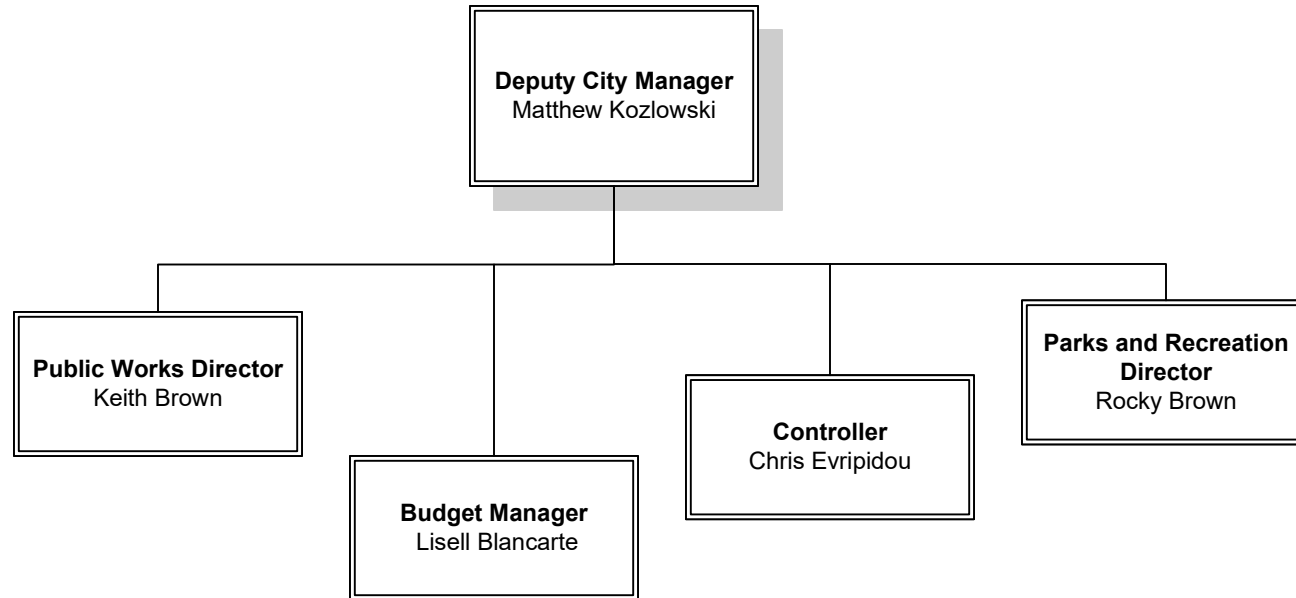 Deputy City Manager
Matthew Kozlowski
Public Works Director
Keith Brown
Budget Manager
Lisell Blancarte
Controller
Chris Evripidou
Parks and Recreation
Director
Rocky Brown